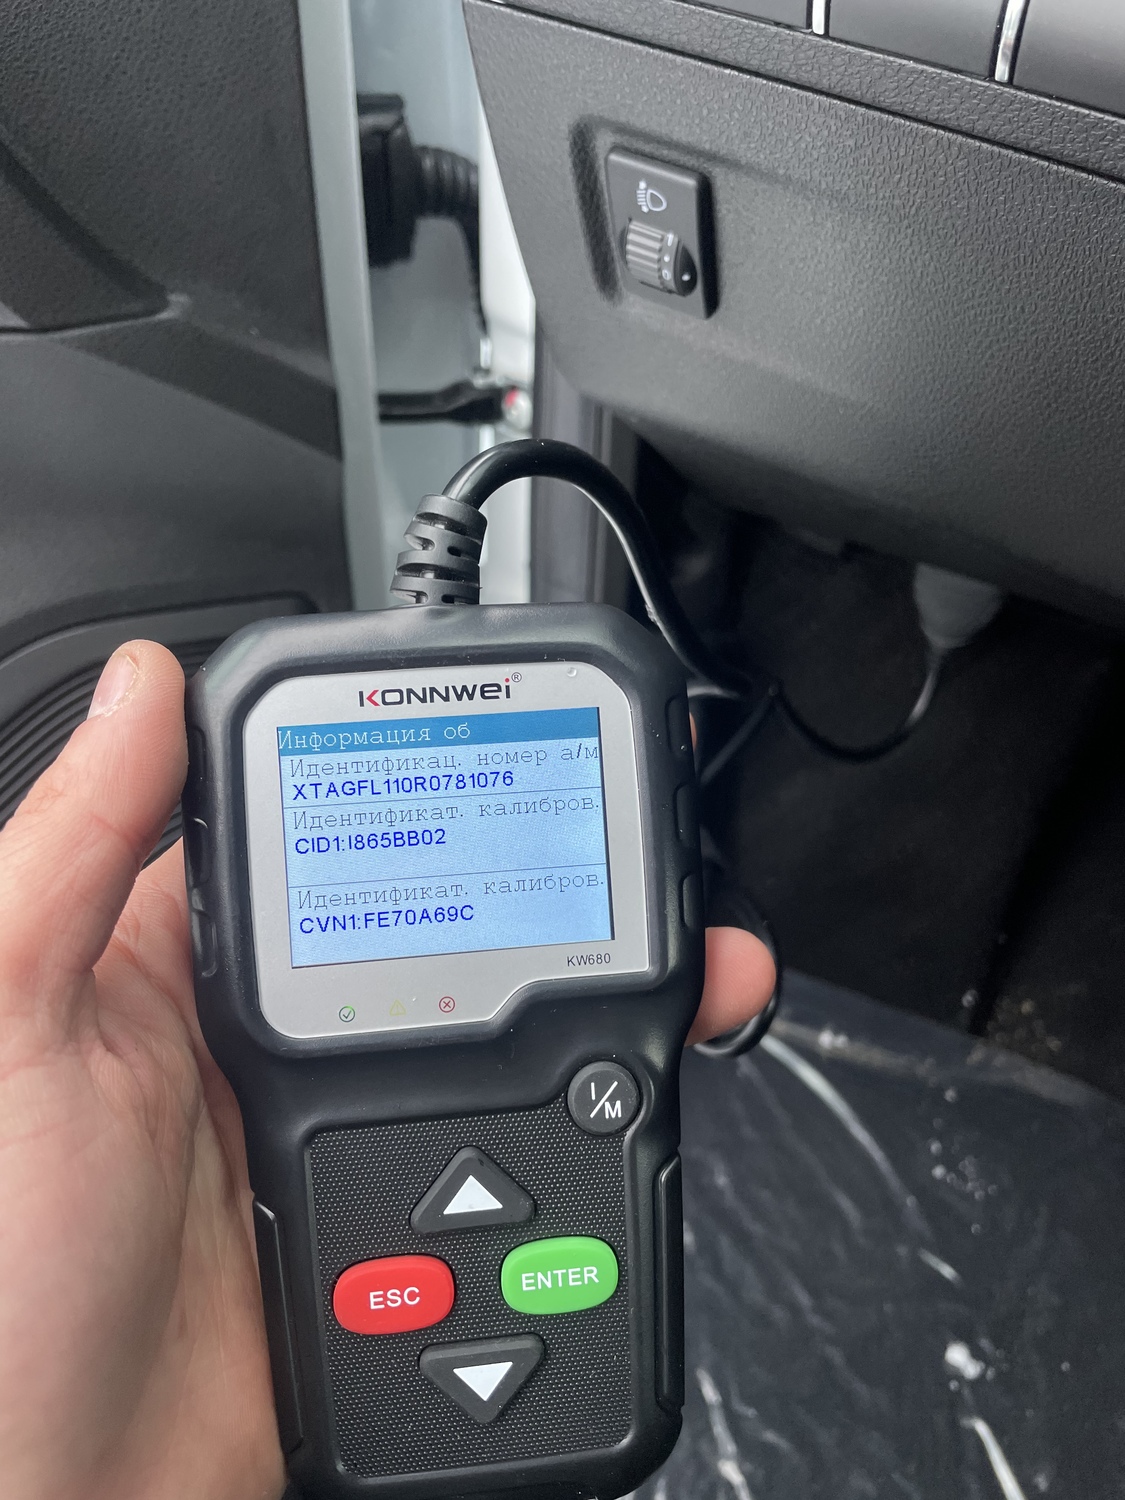 KONNWEI®
Информация об
Идентификац. номер а/м
XTAGFL110R0781076
Идентификат. калибров.
CID1:I865BB02
Идентификат. калибров.
CVN1:FE70A69C
KW680
I/M
ESC
ENTER